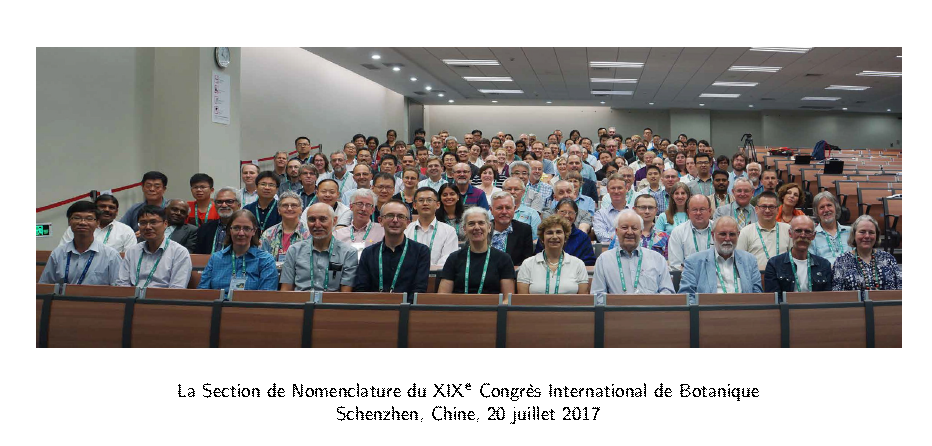 La Section de Nomenclature du XIXe Congrès International de Botanique
Schenzhen, Chine, 20 juillet 2017